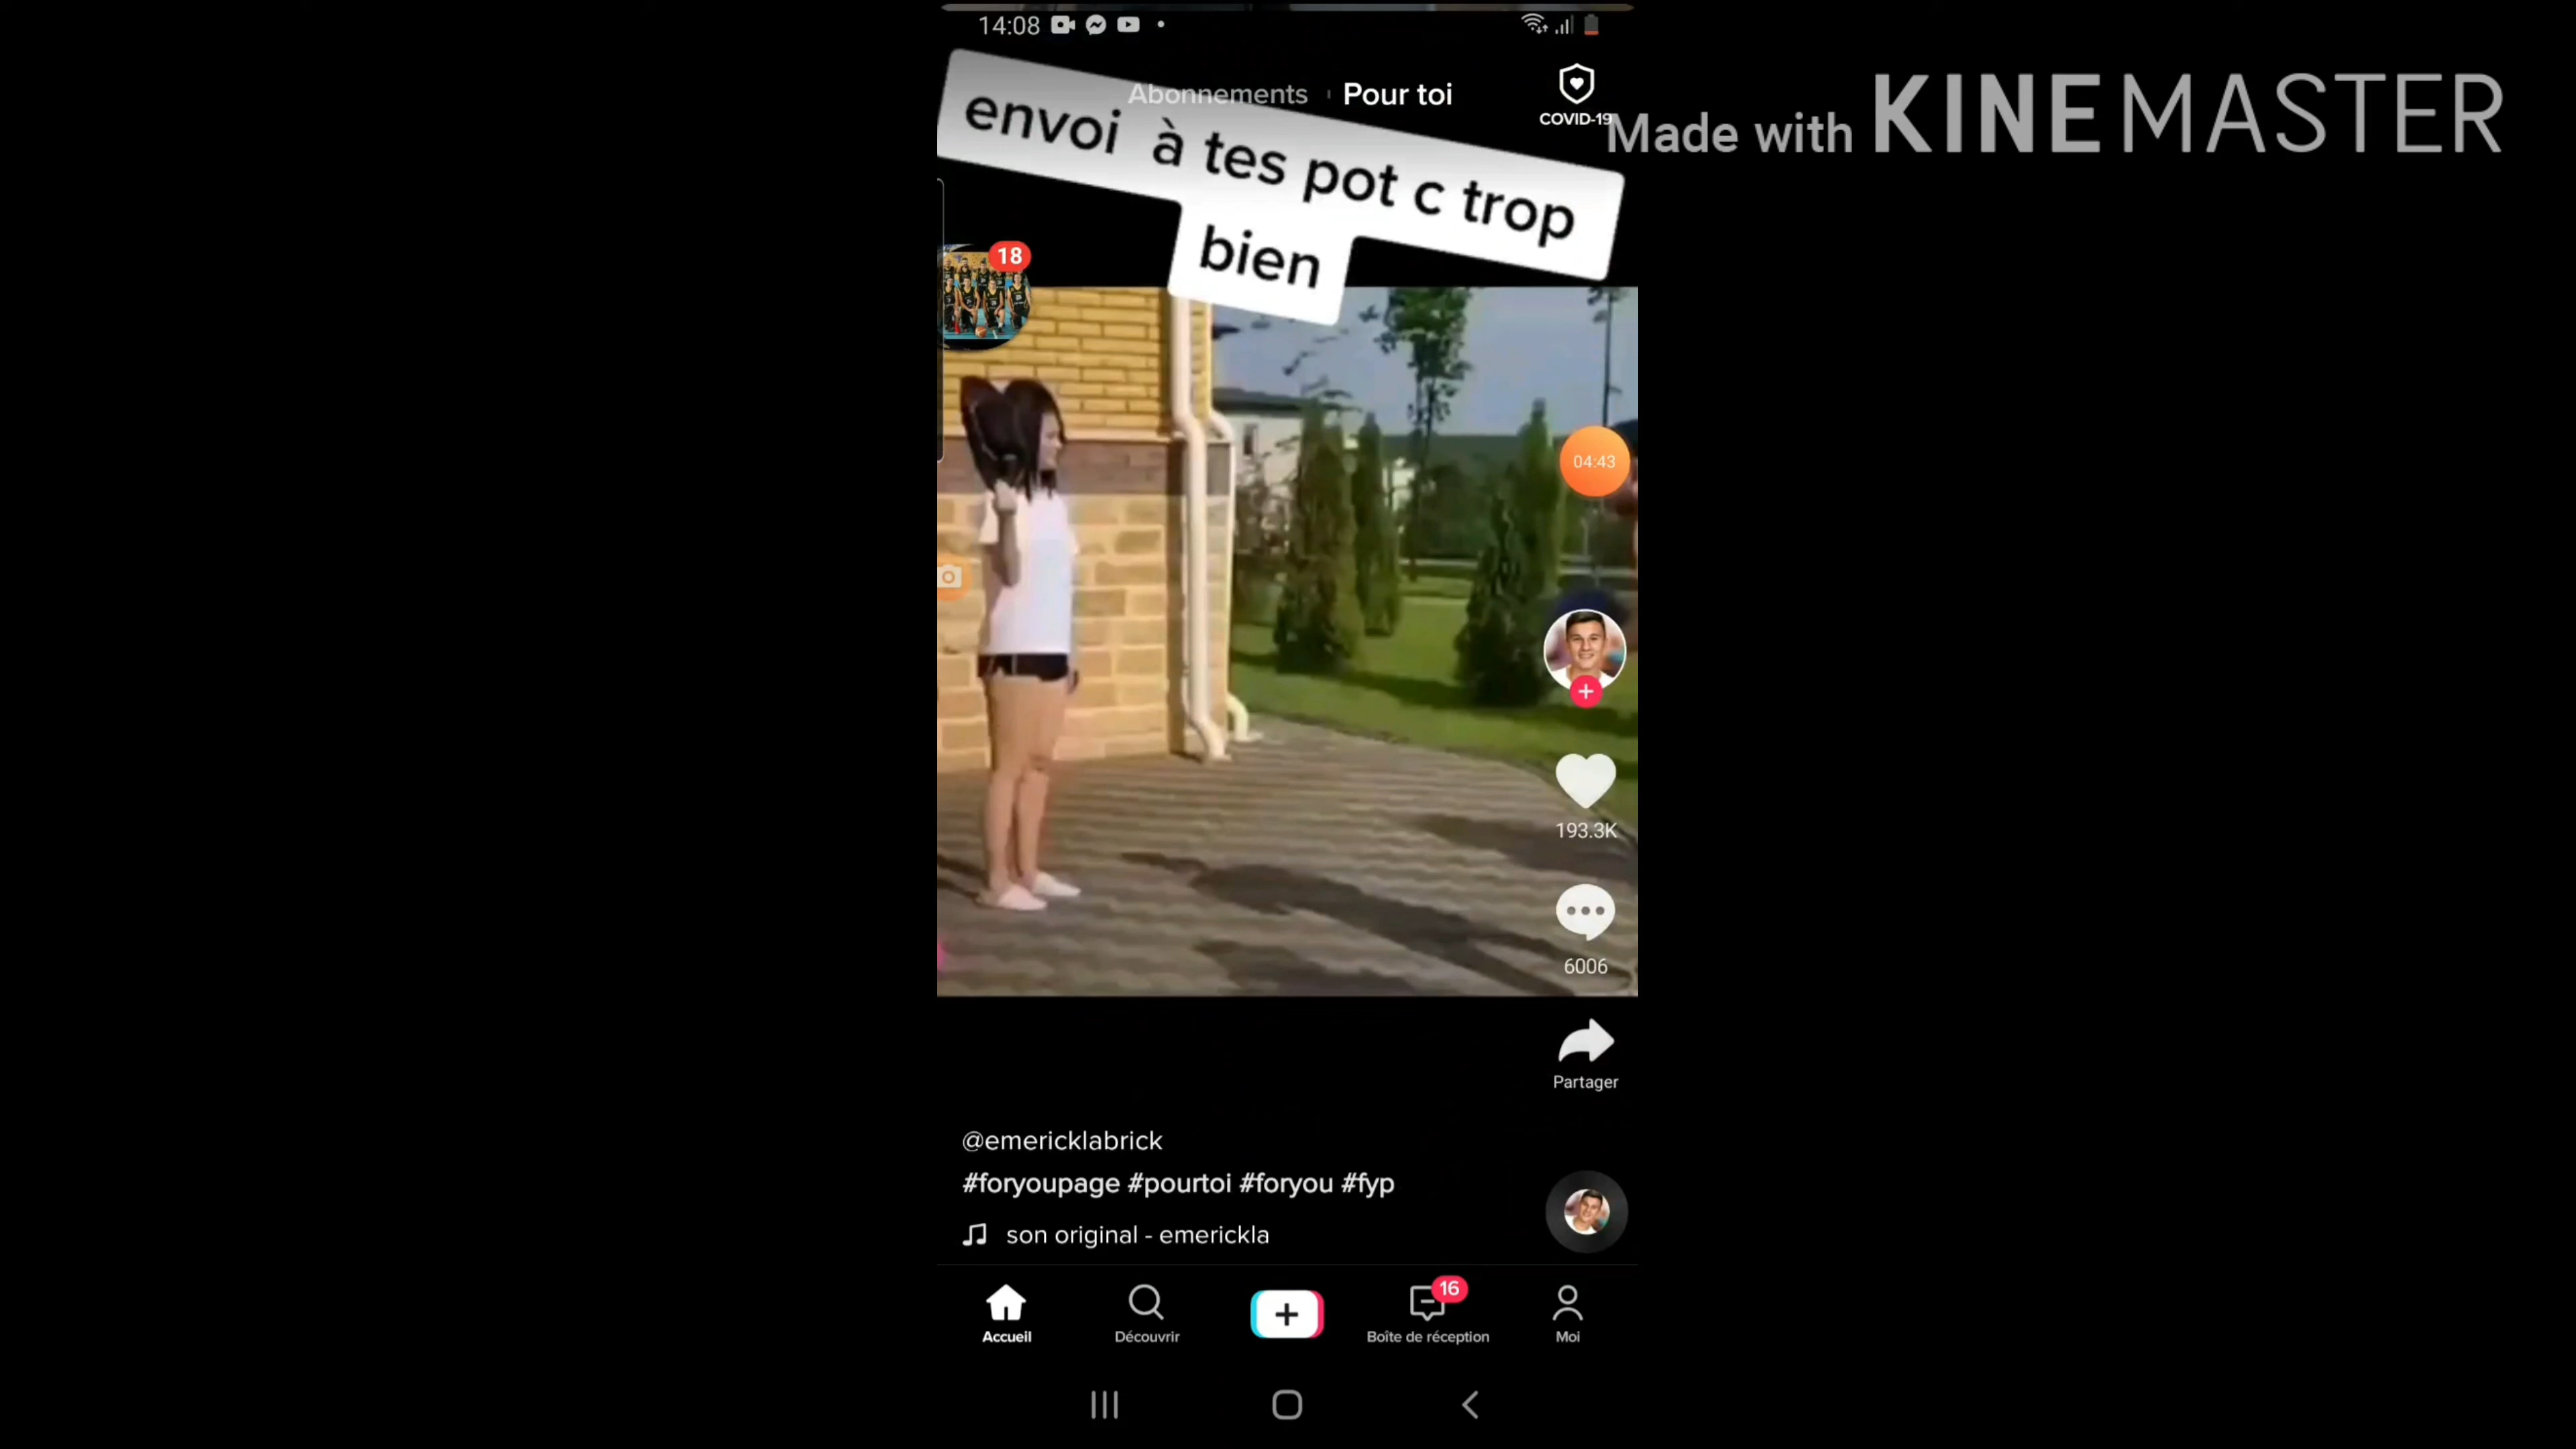 14:08
Abonnements Pour toi
COVID-19
Made with KINEMASTER
envoi à tes pot c trop
bien
18
04:43
193.3K
6006
Partager
@emericklabrick
#foryoupage #pourtoi #foryou #fyp
son original - emerickla
16
Accueil Découvrir Boîte de réception Moi